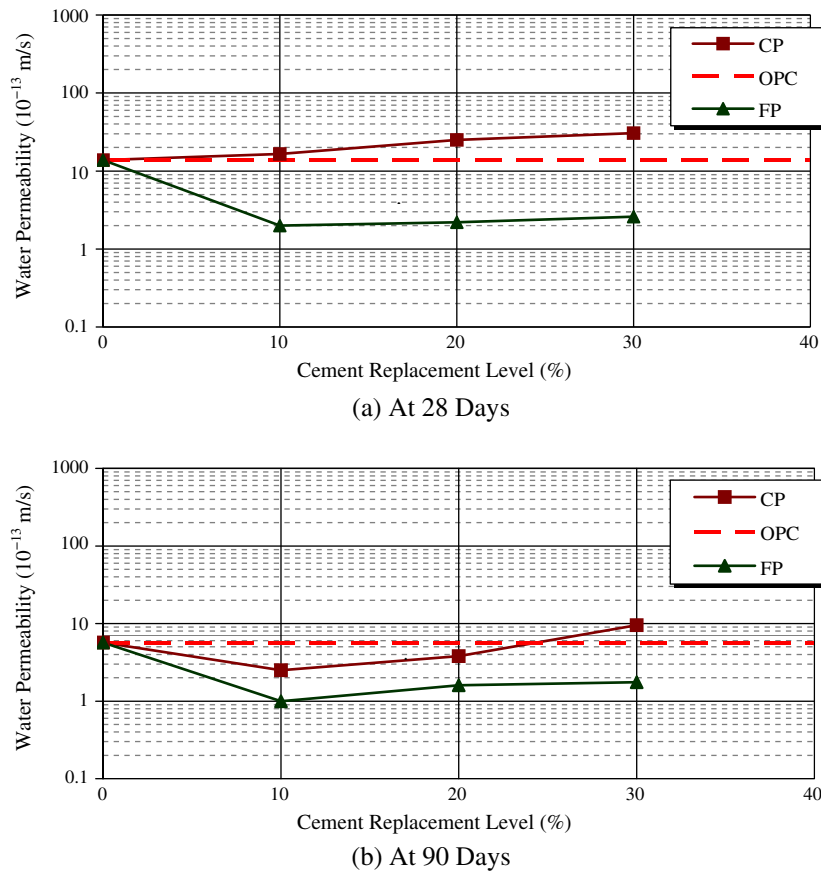 1000
100
10
1
0.1
Water Permeability (10⁻¹³ m/s)
CP
OPC
FP
0 10 20 30 40
Cement Replacement Level (%)
(a) At 28 Days
1000
100
10
1
0.1
Water Permeability (10⁻¹³ m/s)
CP
OPC
FP
0 10 20 30 40
Cement Replacement Level (%)
(b) At 90 Days